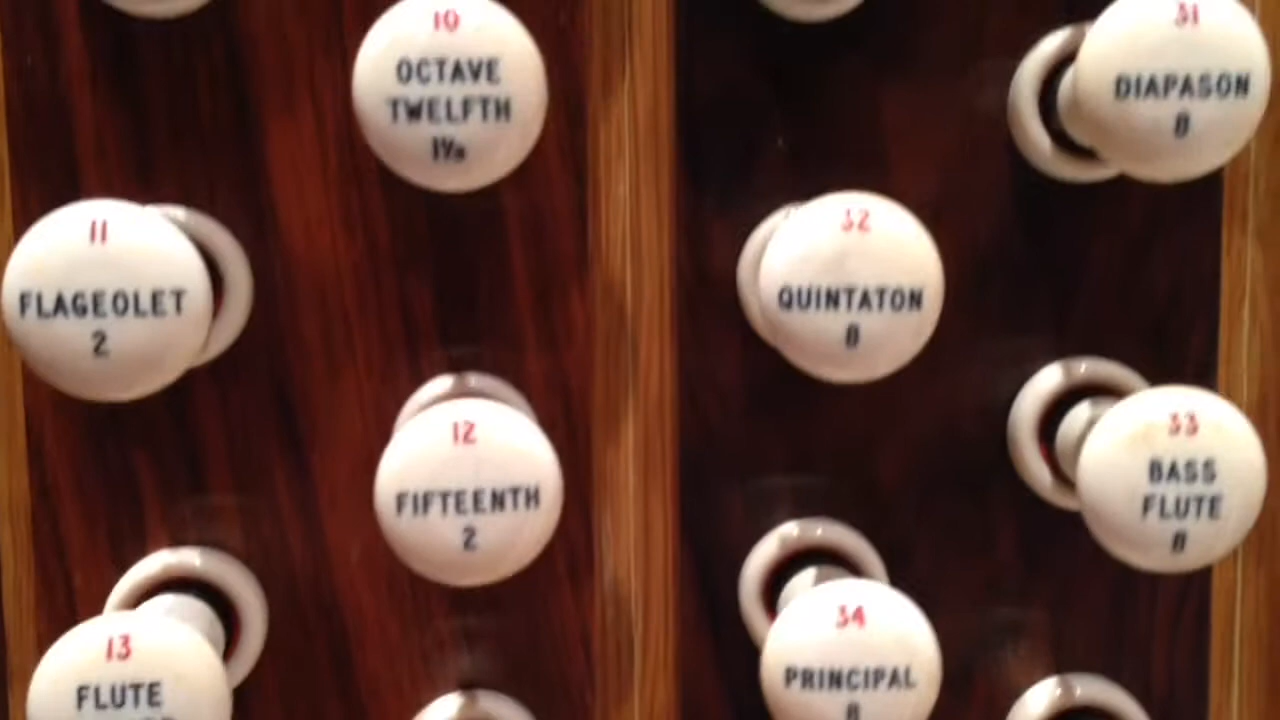 10
OCTAVE
TWELFTH
1⅓
11
FLAGEOLET
2
12
FIFTEENTH
2
13
FLUTE
31
DIAPASON
8
32
QUINTATON
8
33
BASS
FLUTE
8
34
PRINCIPAL
8